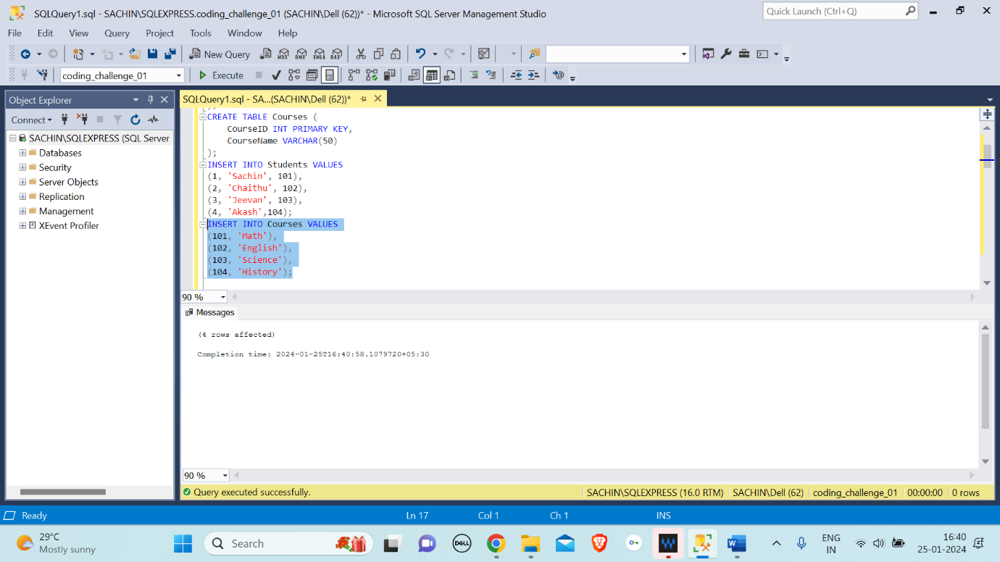 SQLQuery1.sql - SACHIN\SQLEXPRESS.coding_challenge_01 (SACHIN\Dell (62))* - Microsoft SQL Server Management Studio
Quick Launch (Ctrl+Q)
File Edit View Query Project Tools Window Help
New Query MDX DMX XMLA DAX
coding_challenge_01 Execute
Object Explorer
SQLQuery1.sql - SA...(SACHIN\Dell (62))*
Connect
SACHIN\SQLEXPRESS (SQL Server
Databases
Security
Server Objects
Replication
Management
XEvent Profiler
CREATE TABLE Courses (
CourseID INT PRIMARY KEY,
CourseName VARCHAR(50)
);
INSERT INTO Students VALUES
(1, 'Sachin', 101),
(2, 'Chaithu', 102),
(3, 'Jeevan', 103),
(4, 'Akash',104);
INSERT INTO Courses VALUES
(101, 'Math'),
(102, 'English'),
(103, 'Science'),
(104, 'History');
90 %
Messages
(4 rows affected)
Completion time: 2024-01-25T16:40:58.1079720+05:30
90 %
Query executed successfully. SACHIN\SQLEXPRESS (16.0 RTM) SACHIN\Dell (62) coding_challenge_01 00:00:00 0 rows
Ready Ln 17 Col 1 Ch 1 INS
29°C
Mostly sunny
Search
DELL
ENG
IN
16:40
25-01-2024